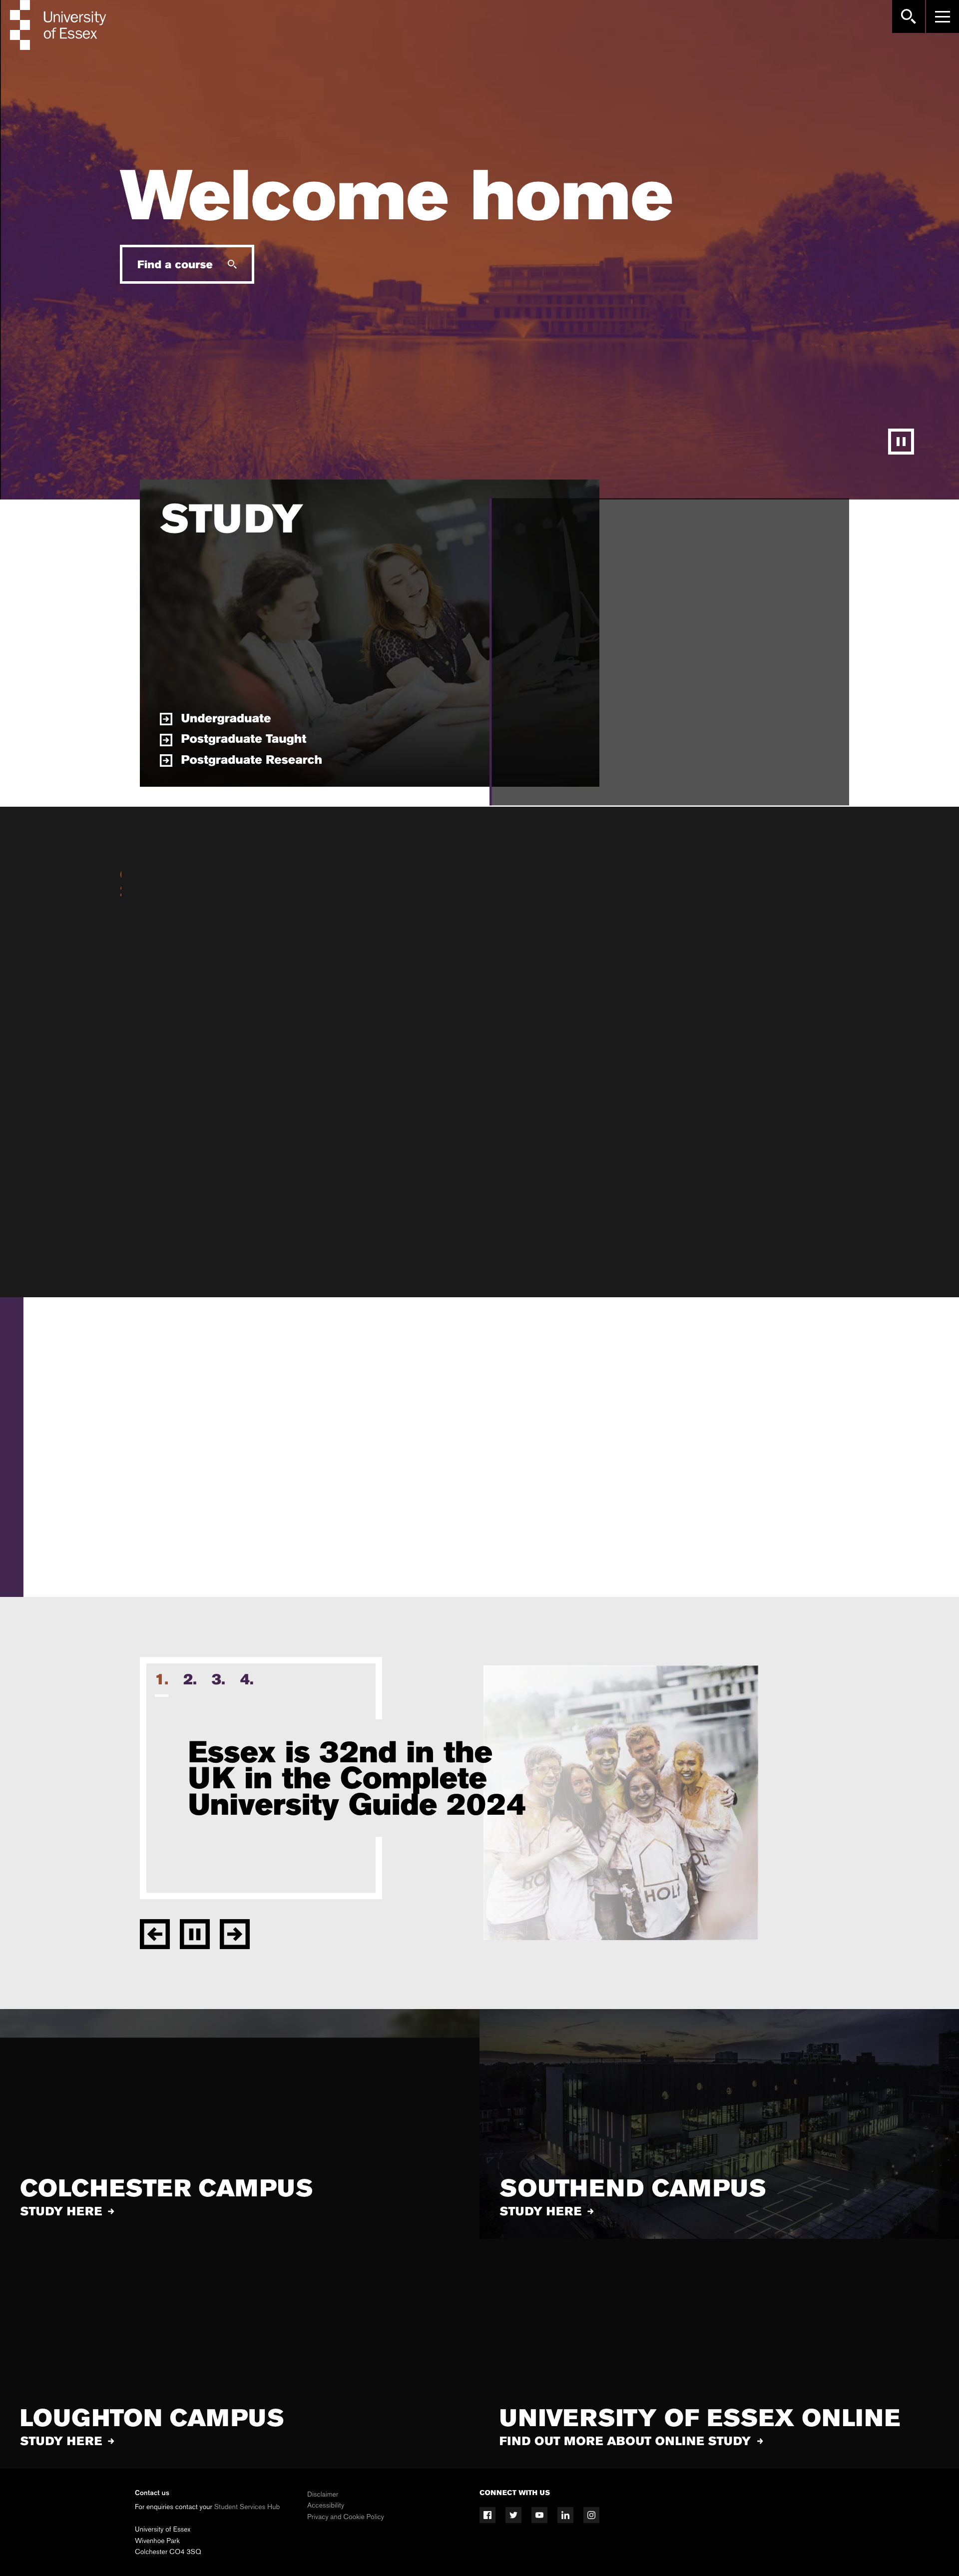 University
of Essex
Welcome home
Find a course
STUDY
Undergraduate
Postgraduate Taught
Postgraduate Research
1. 2. 3. 4.
Essex is 32nd in the
UK in the Complete
University Guide 2024
HOLI
COLCHESTER CAMPUS
STUDY HERE
SOUTHEND CAMPUS
STUDY HERE
LOUGHTON CAMPUS
STUDY HERE
UNIVERSITY OF ESSEX ONLINE
FIND OUT MORE ABOUT ONLINE STUDY
Contact us
For enquiries contact your Student Services Hub
University of Essex
Wivenhoe Park
Colchester CO4 3SQ
Disclaimer
Accessibility
Privacy and Cookie Policy
CONNECT WITH US